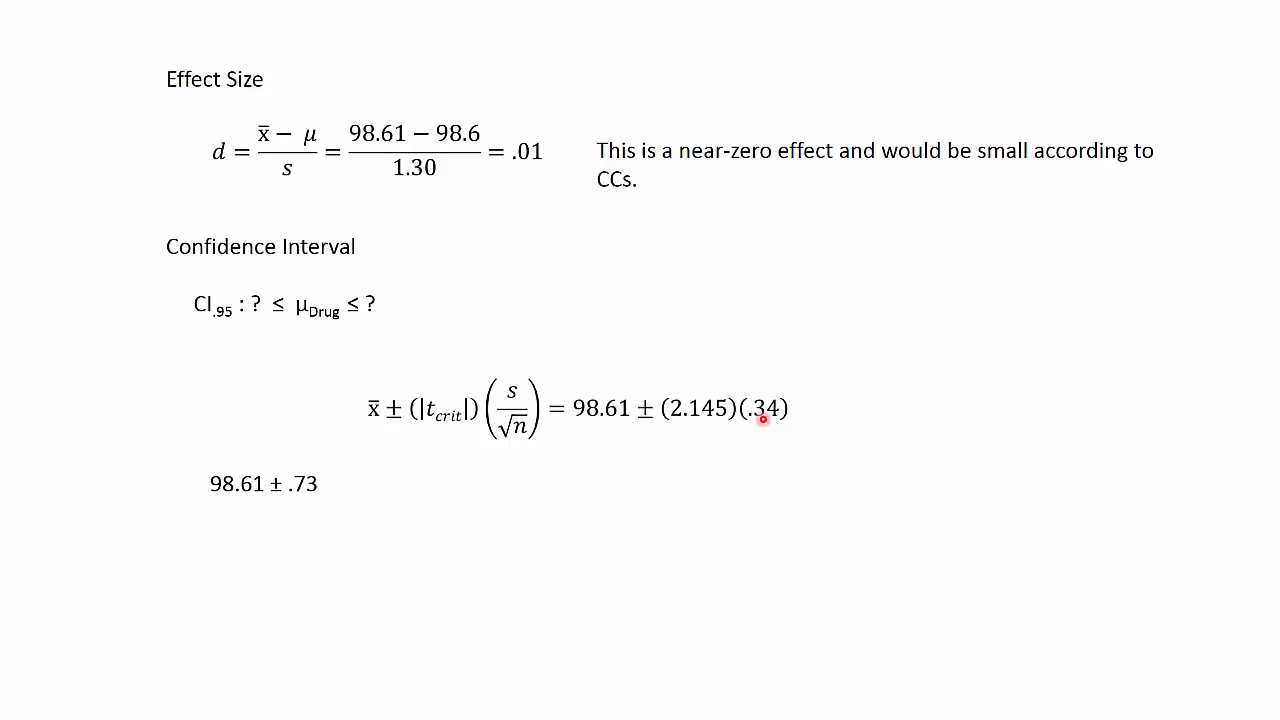 Effect Size
d = x̄ − μ / s = 98.61 − 98.6 / 1.30 = .01
This is a near-zero effect and would be small according to
CCs.
Confidence Interval
CI.95 : ? ≤ μDrug ≤ ?
x̄ ± (|tcrit|)(s/√n) = 98.61 ± (2.145)(.34)
98.61 ± .73